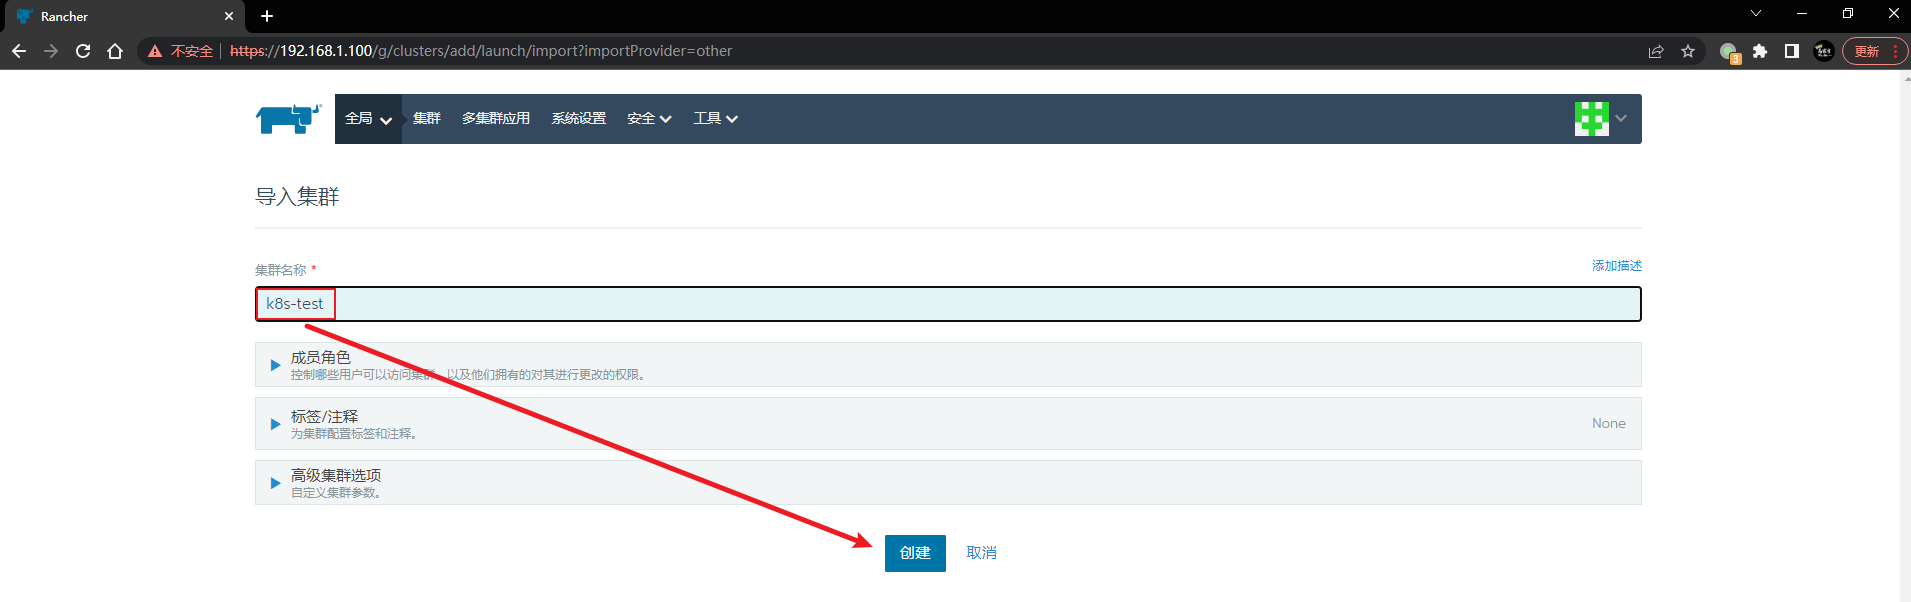 Rancher
不安全 https://192.168.1.100/g/clusters/add/launch/import?importProvider=other
3
更新
全局 集群 多集群应用 系统设置 安全 工具
导入集群
集群名称 *
添加描述
k8s-test
成员角色
控制哪些用户可以访问集群，以及他们拥有的对其进行更改的权限。
标签/注释
为集群配置标签和注释。
None
高级集群选项
自定义集群参数。
创建 取消